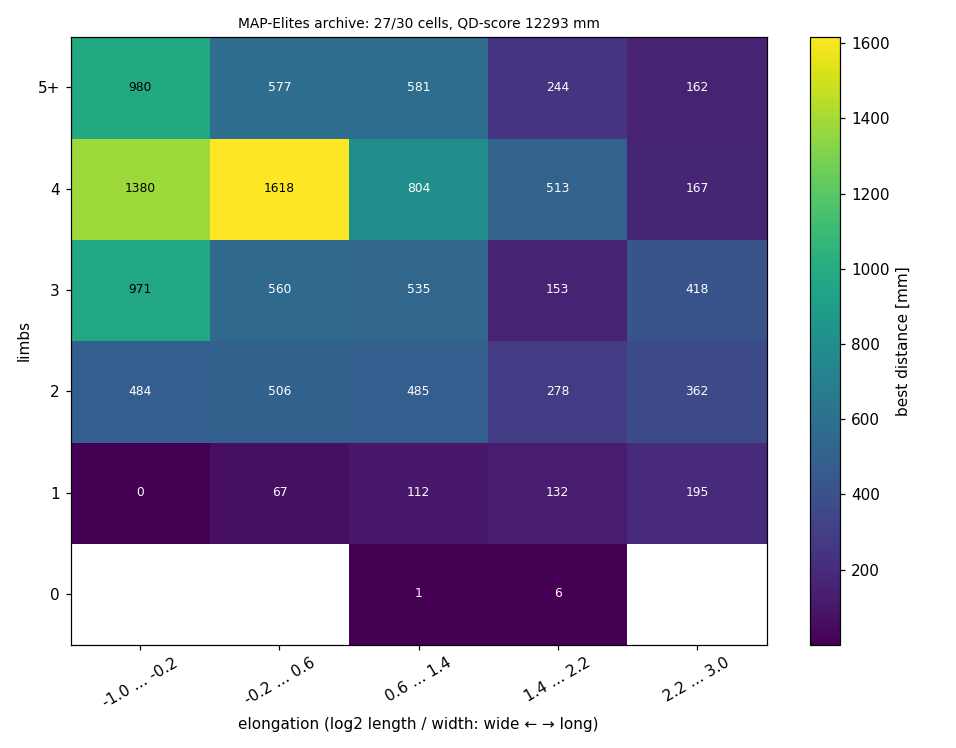 MAP-Elites archive: 27/30 cells, QD-score 12293 mm
5+ 980 577 581 244 162
4 1380 1618 804 513 167
3 971 560 535 153 418
2 484 506 485 278 362
1 0 67 112 132 195
0 1 6
limbs
-1.0 ... -0.2 -0.2 ... 0.6 0.6 ... 1.4 1.4 ... 2.2 2.2 ... 3.0
elongation (log2 length / width: wide ← → long)
1600
1400
1200
1000
800
600
400
200
best distance [mm]